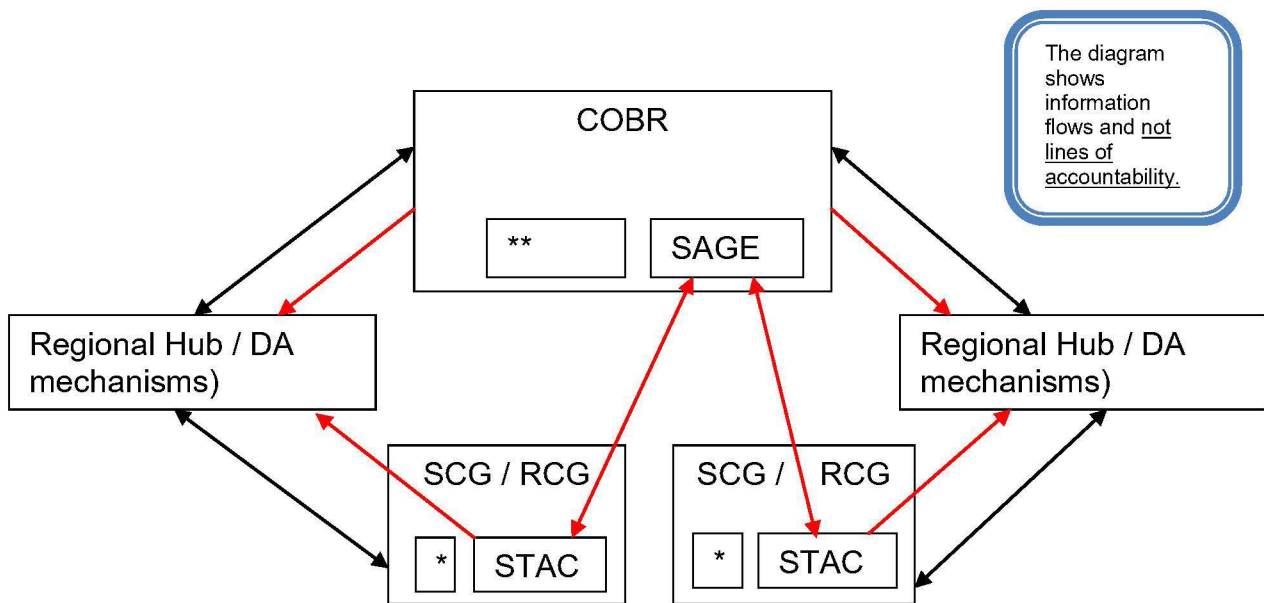 The diagram
shows
information
flows and not
lines of
accountability.
COBR
**
SAGE
Regional Hub / DA
mechanisms)
Regional Hub / DA
mechanisms)
SCG / RCG
*
STAC
SCG / RCG
*
STAC